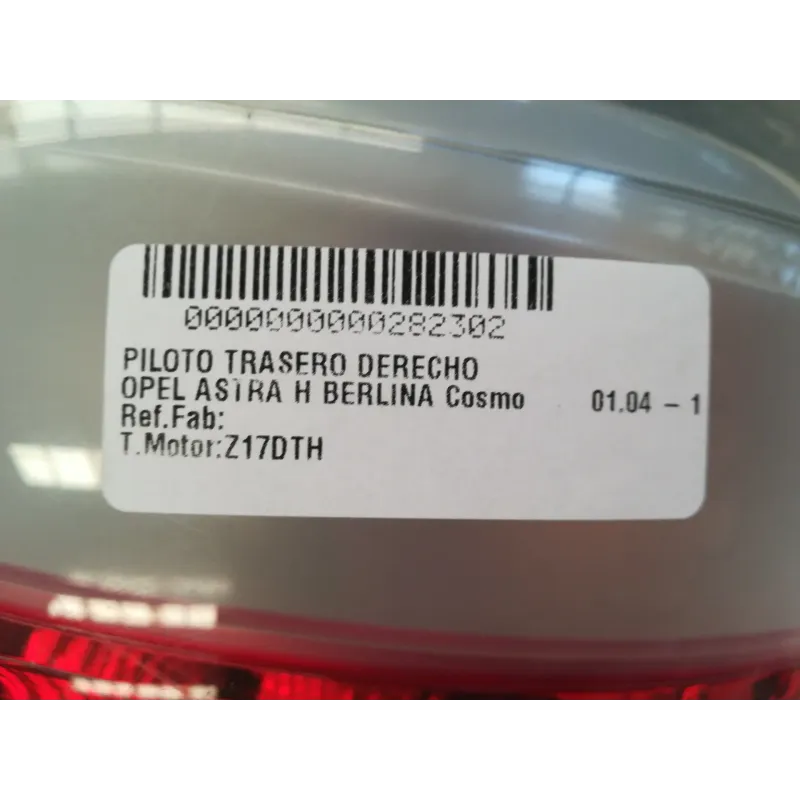 0000000000282302
PILOTO TRASERO DERECHO
OPEL ASTRA H BERLINA Cosmo 01.04 - 1
Ref.Fab:
T.Motor:Z17DTH